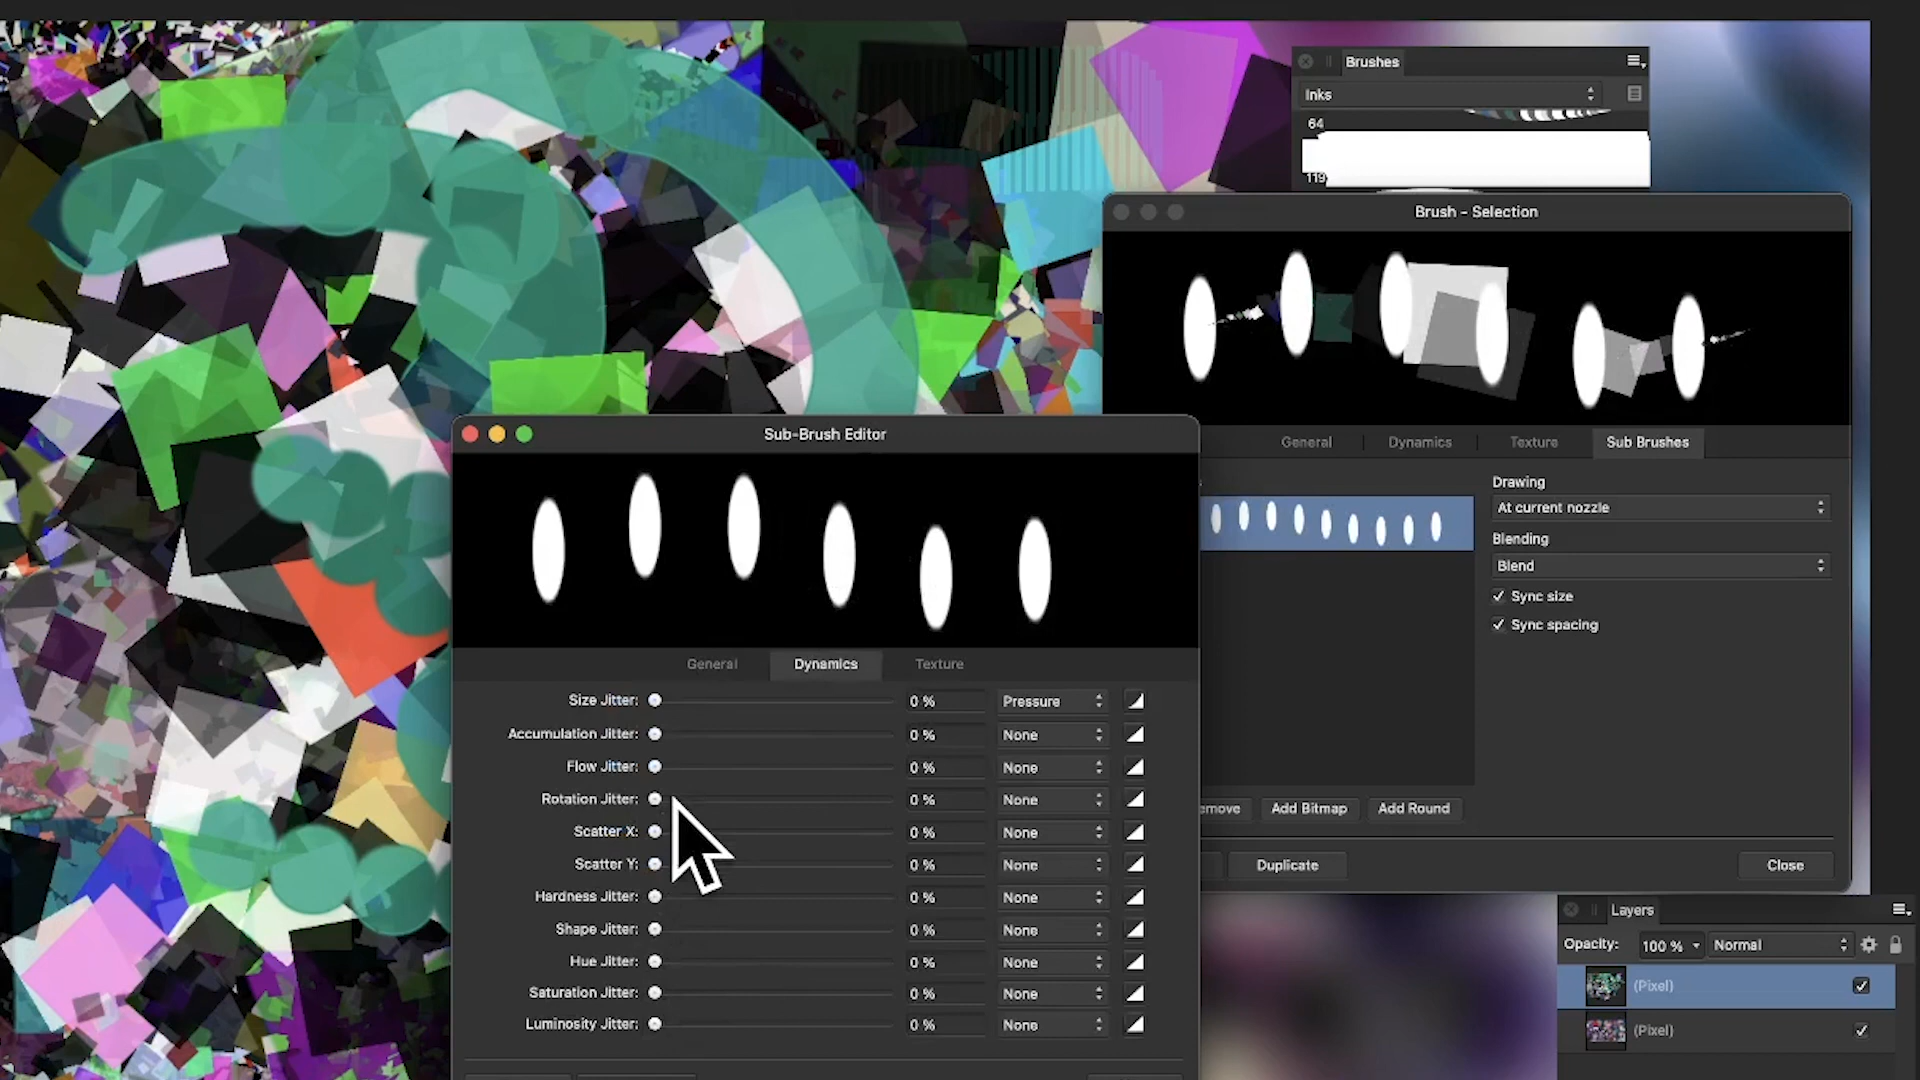 Brushes
Inks
64
119
Brush - Selection
General
Dynamics
Texture
Sub Brushes
Drawing
At current nozzle
Blending
Blend
Sync size
Sync spacing
Add Bitmap
Add Round
Duplicate
Close
Sub-Brush Editor
General
Dynamics
Texture
Size Jitter: 0 % Pressure
Accumulation Jitter: 0 % None
Flow Jitter: 0 % None
Rotation Jitter: 0 % None
Scatter X: 0 % None
Scatter Y: 0 % None
Hardness Jitter: 0 % None
Shape Jitter: 0 % None
Hue Jitter: 0 % None
Saturation Jitter: 0 % None
Luminosity Jitter: 0 % None
Layers
Opacity: 100 % Normal
(Pixel)
(Pixel)